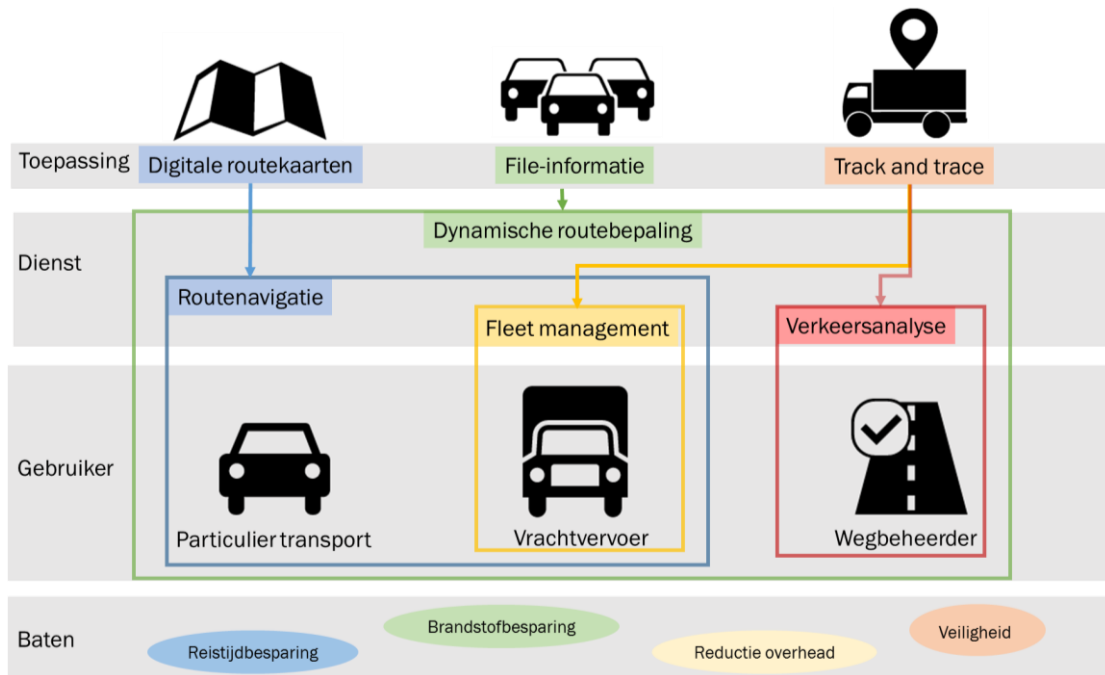 Toepassing
Digitale routekaarten
File-informatie
Track and trace
Dynamische routebepaling
Dienst
Routenavigatie
Fleet management
Verkeersanalyse
Gebruiker
Particulier transport
Vrachtvervoer
Wegbeheerder
Baten
Reistijdbesparing
Brandstofbesparing
Reductie overhead
Veiligheid